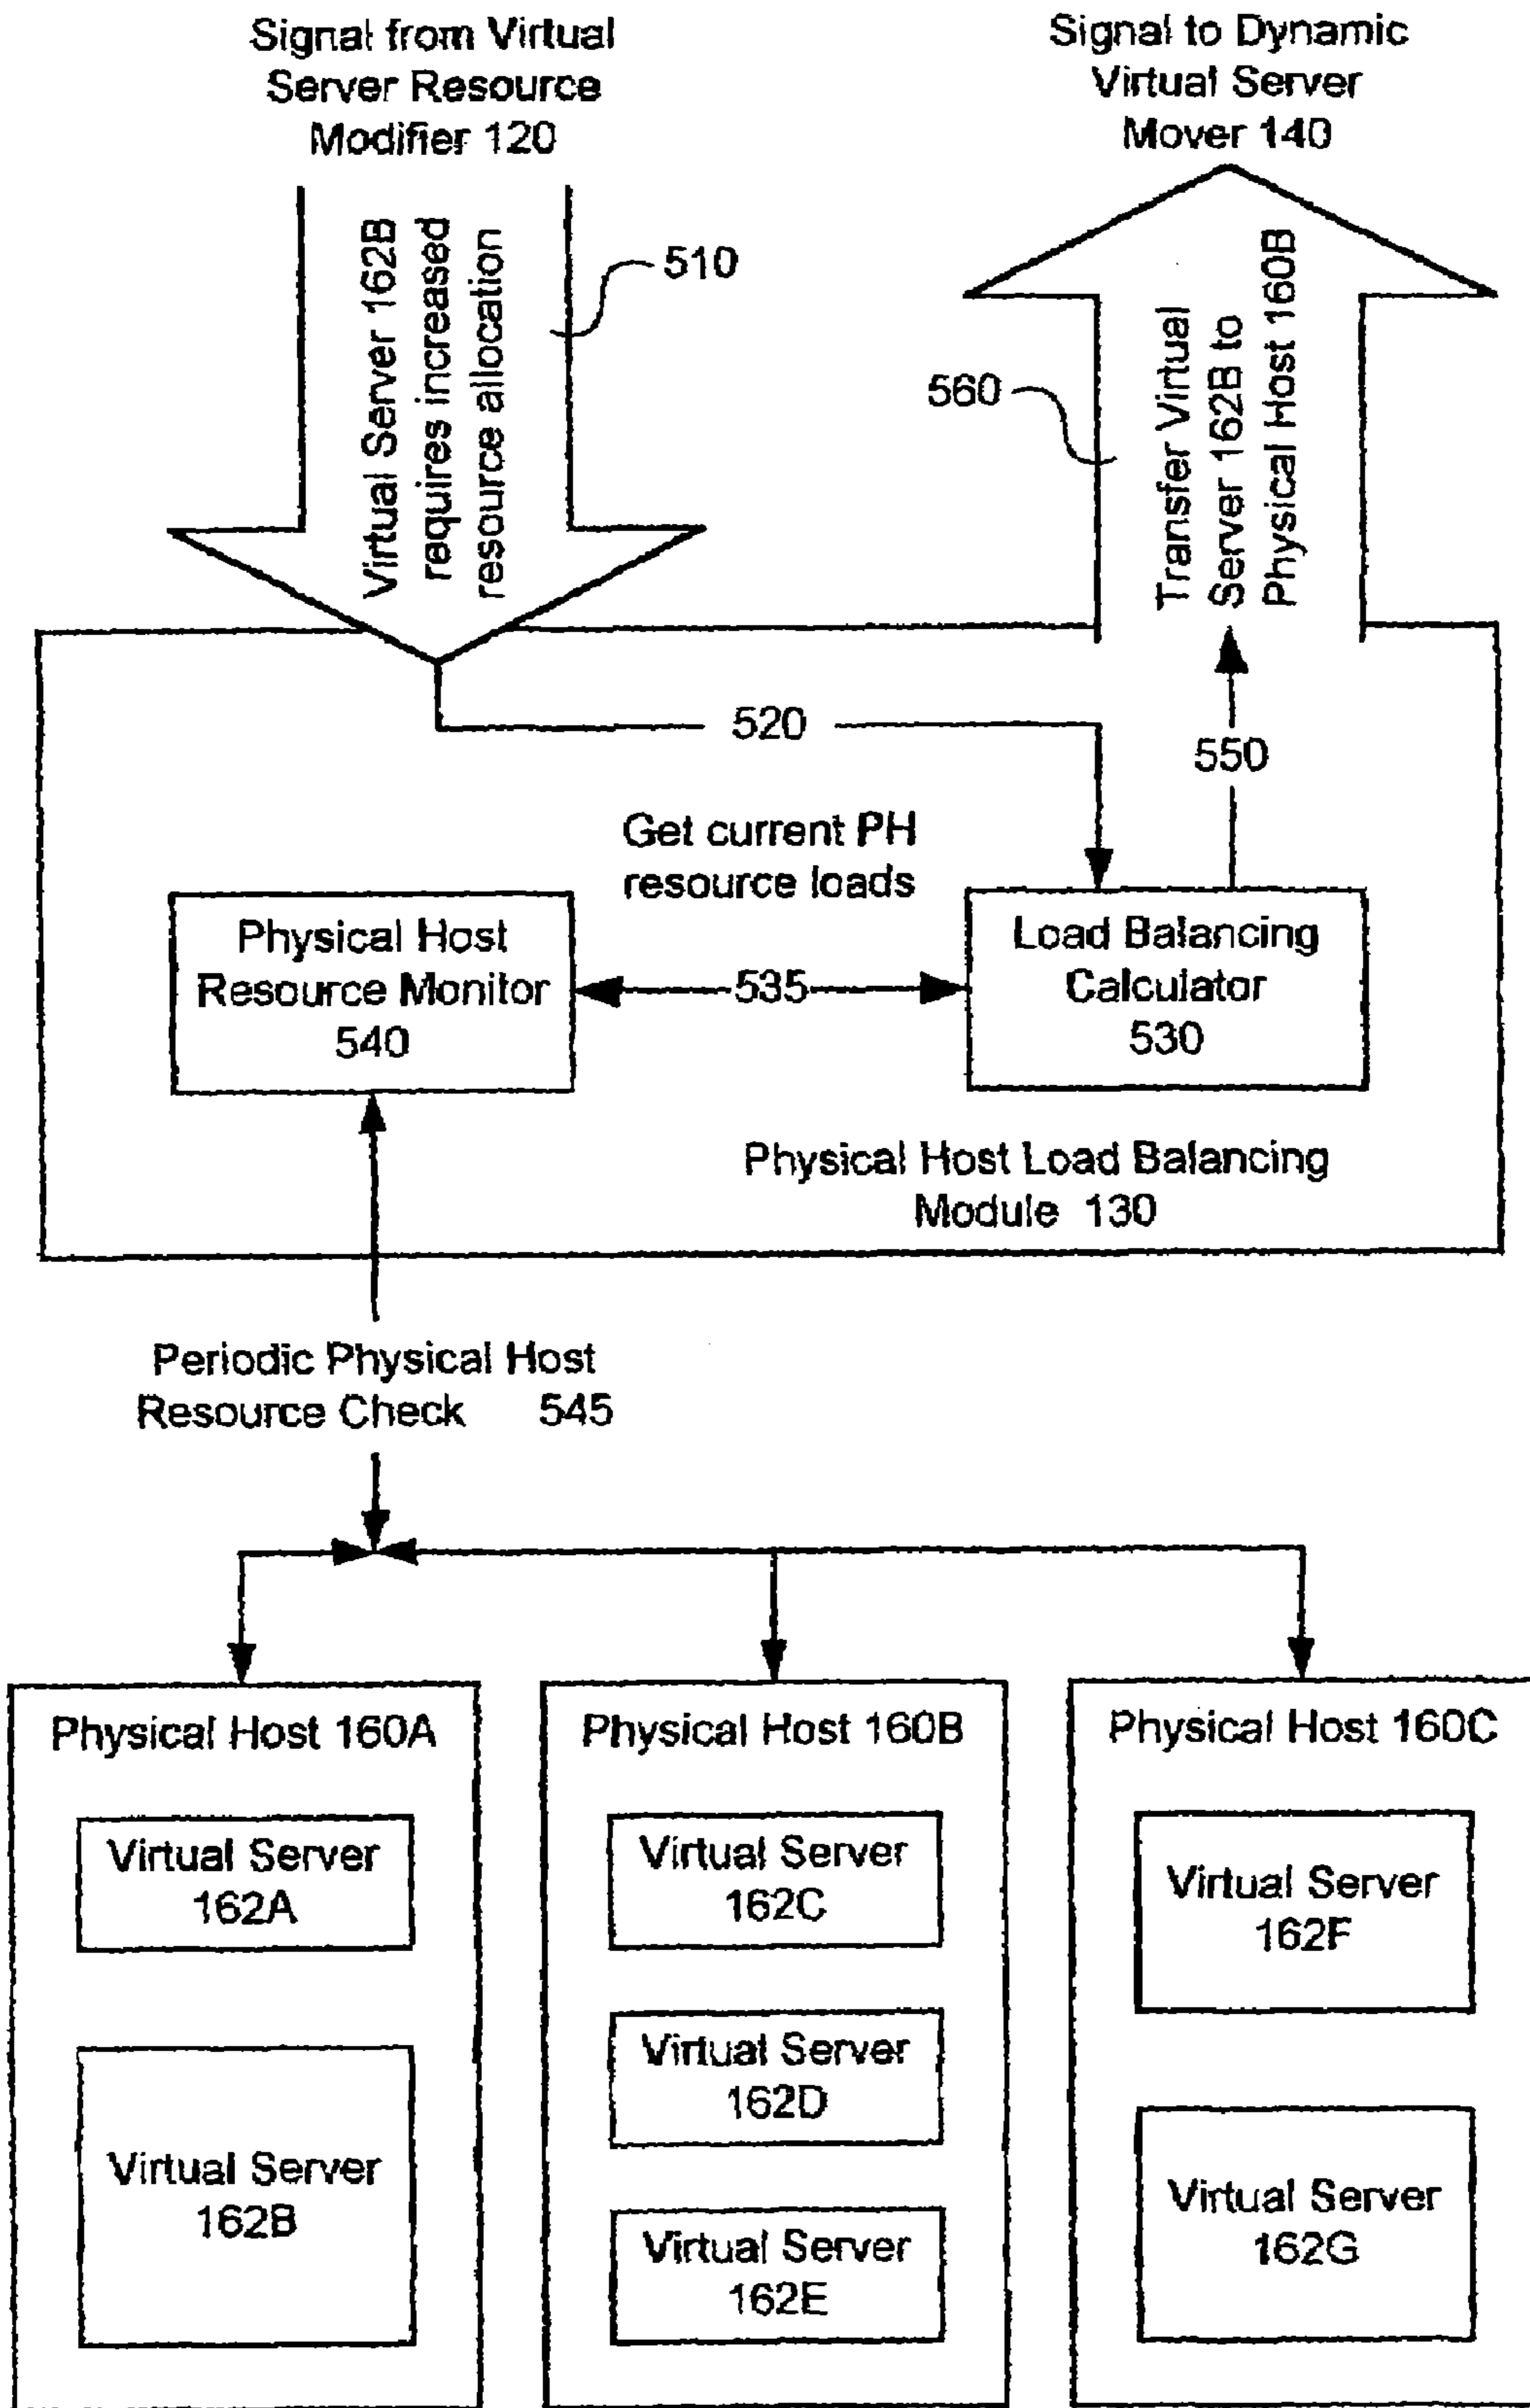 Signal from Virtual
Server Resource
Modifier 120
Signal to Dynamic
Virtual Server
Mover 140
Virtual Server 162B
requires increased
resource allocation
510
Transfer Virtual
Server 162B to
Physical Host 160B
560
520
550
Get current PH
resource loads
Physical Host
Resource Monitor
540
535
Load Balancing
Calculator
530
Physical Host Load Balancing
Module 130
Periodic Physical Host
Resource Check 545
Physical Host 160A
Virtual Server
162A
Virtual Server
162B
Physical Host 160B
Virtual Server
162C
Virtual Server
162D
Virtual Server
162E
Physical Host 160C
Virtual Server
162F
Virtual Server
162G